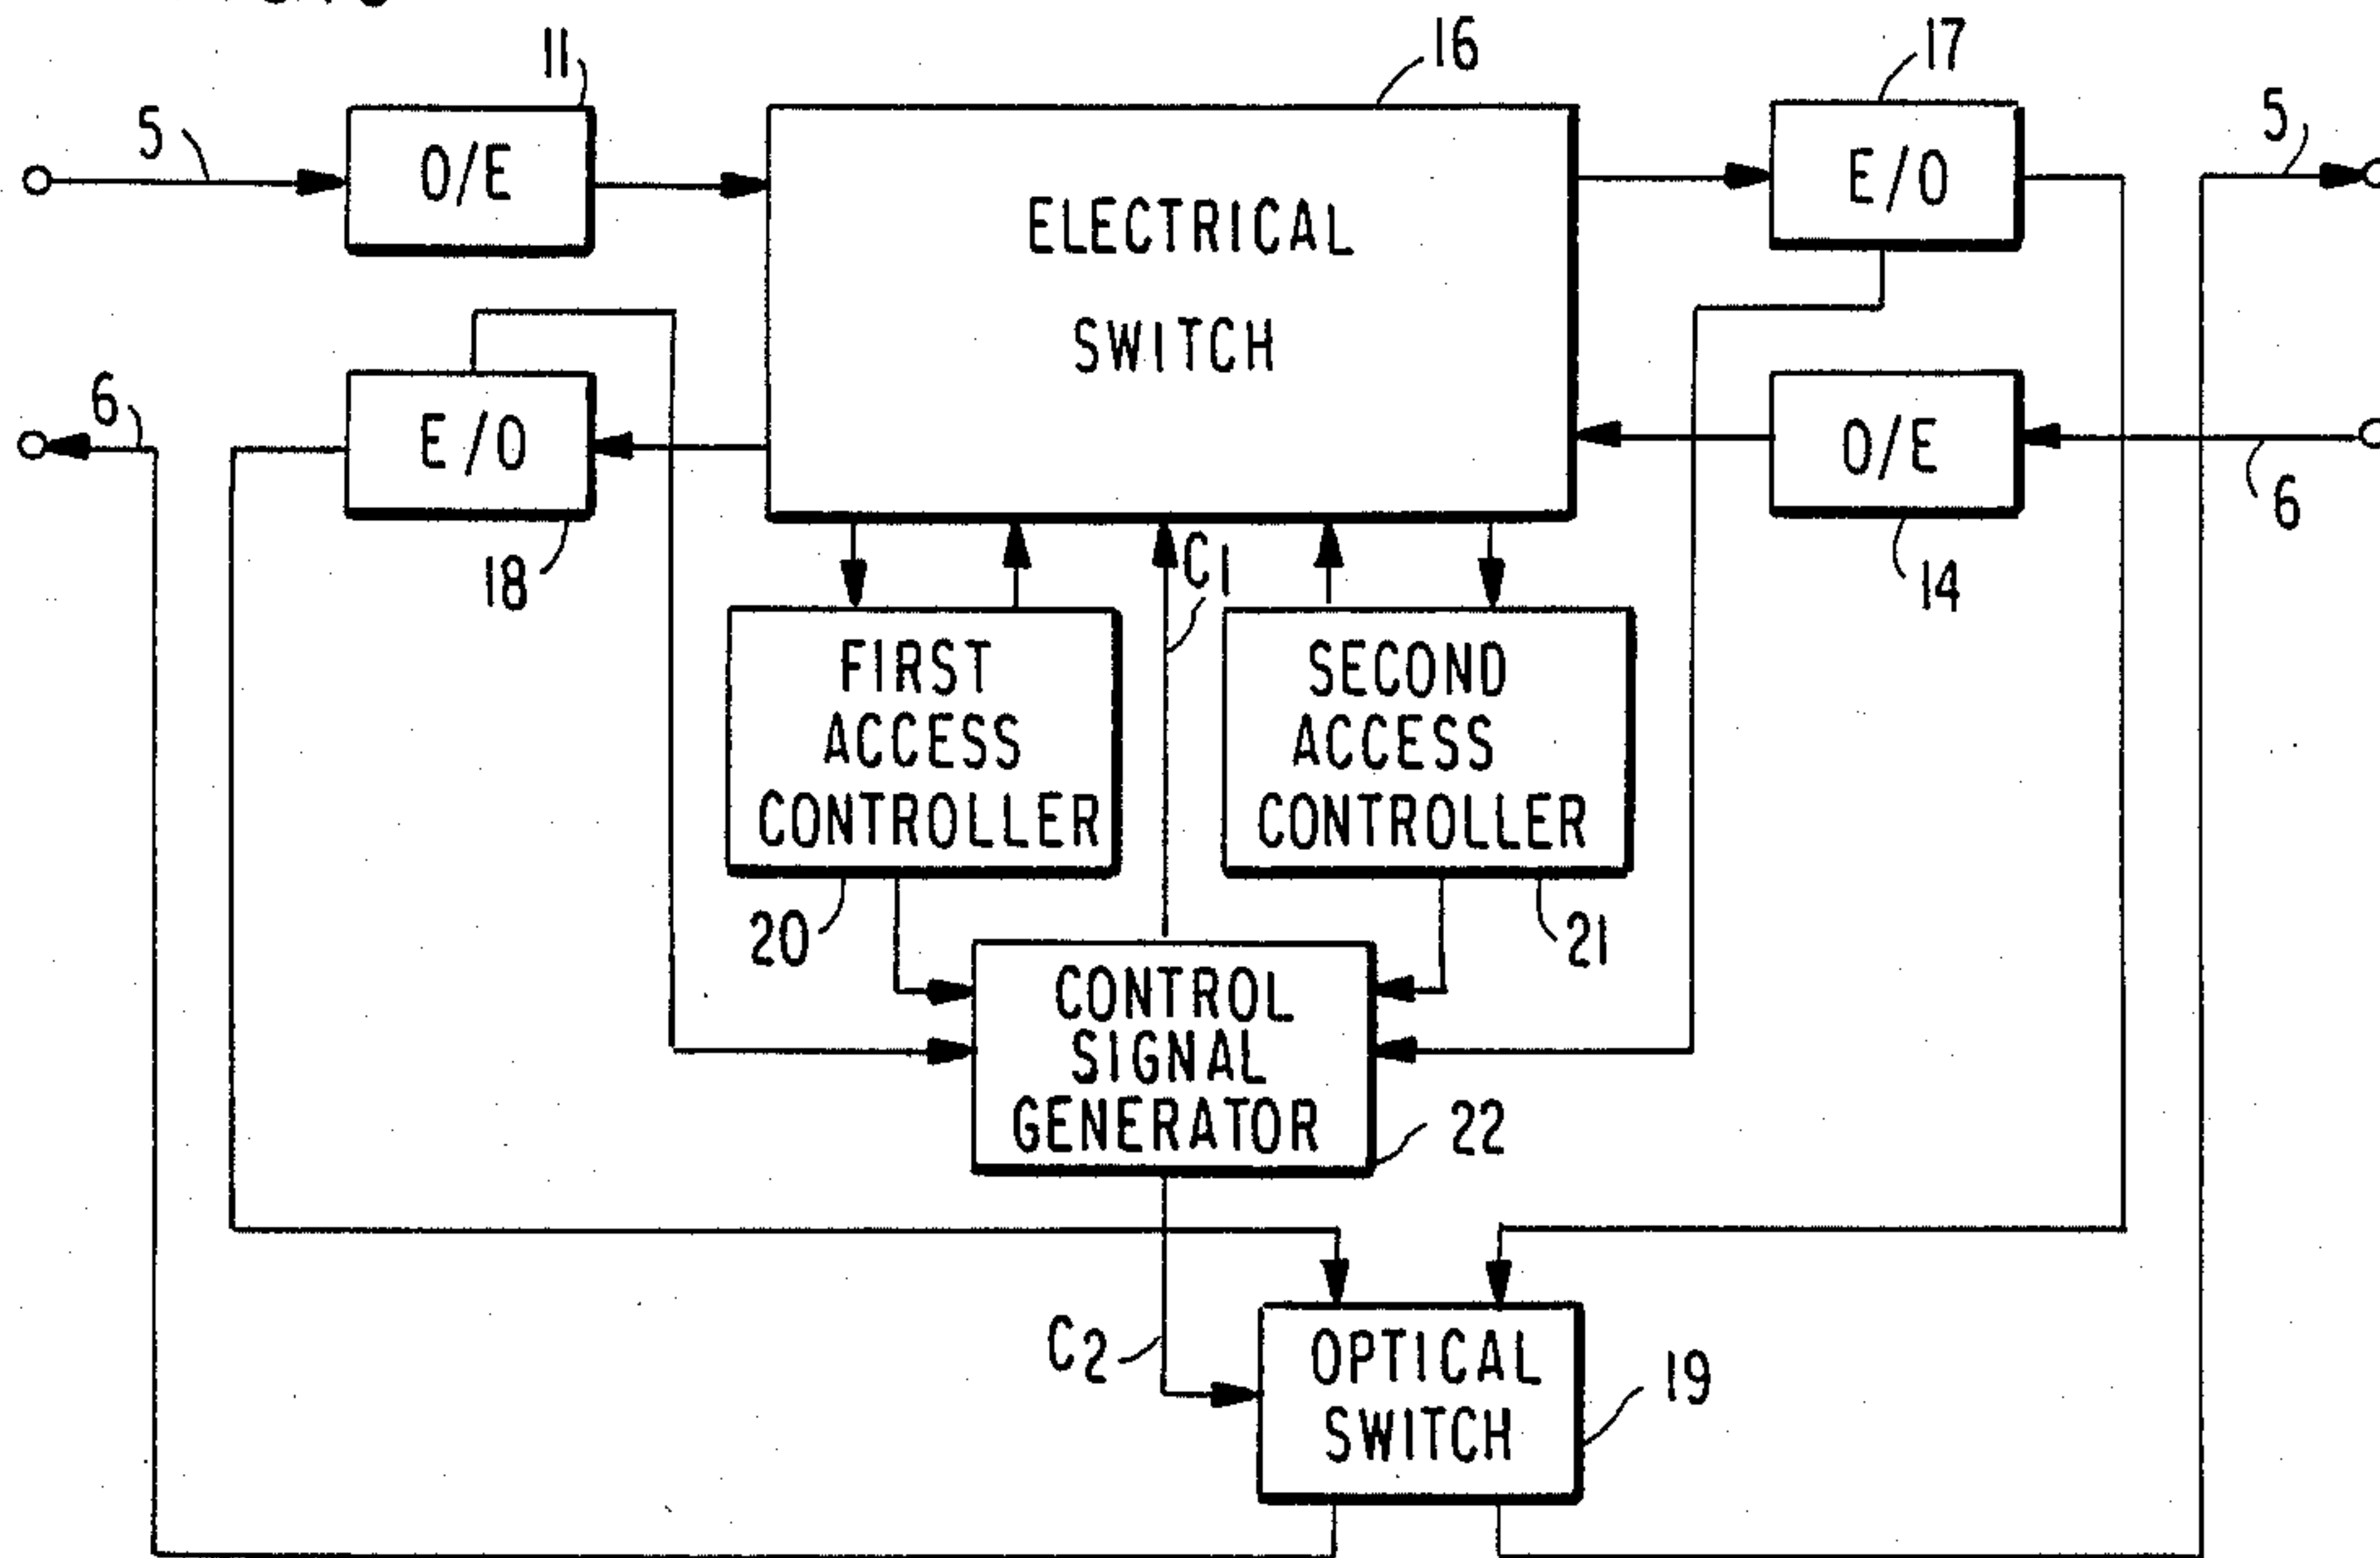 11
16
17
5
5
O/E
E/O
ELECTRICAL
SWITCH
6
E/O
O/E
6
18
C1
14
FIRST
ACCESS
CONTROLLER
SECOND
ACCESS
CONTROLLER
20
21
CONTROL
SIGNAL
GENERATOR
22
C2
OPTICAL
SWITCH
19